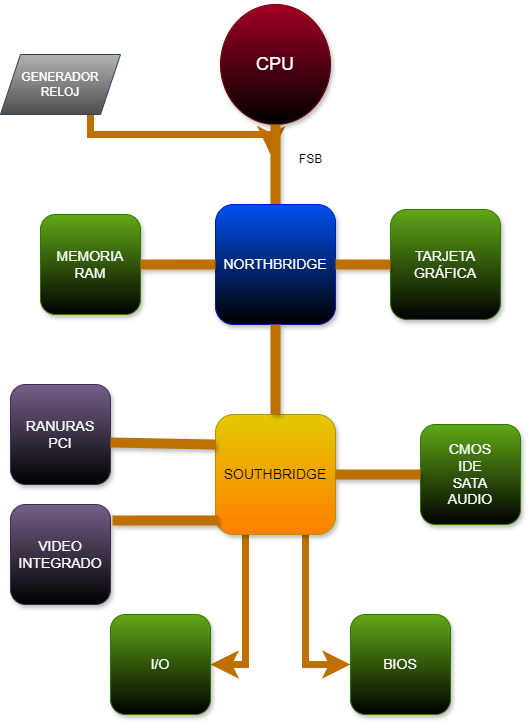 CPU
GENERADOR
RELOJ
FSB
MEMORIA
RAM
NORTHBRIDGE
TARJETA
GRÁFICA
RANURAS
PCI
SOUTHBRIDGE
CMOS
IDE
SATA
AUDIO
VIDEO
INTEGRADO
I/O
BIOS